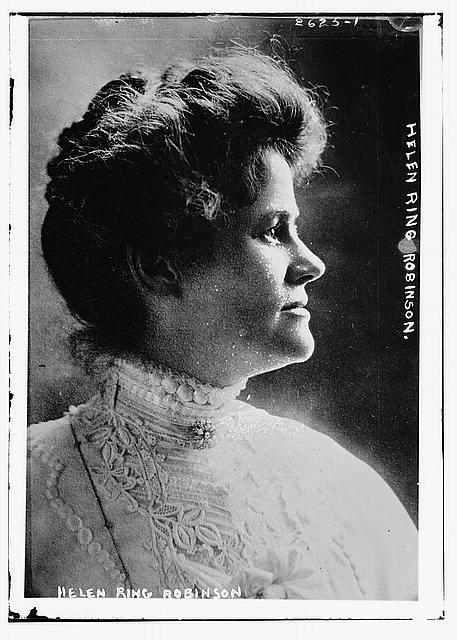 2625-1
HELEN RING ROBINSON.
HELEN RING ROBINSON